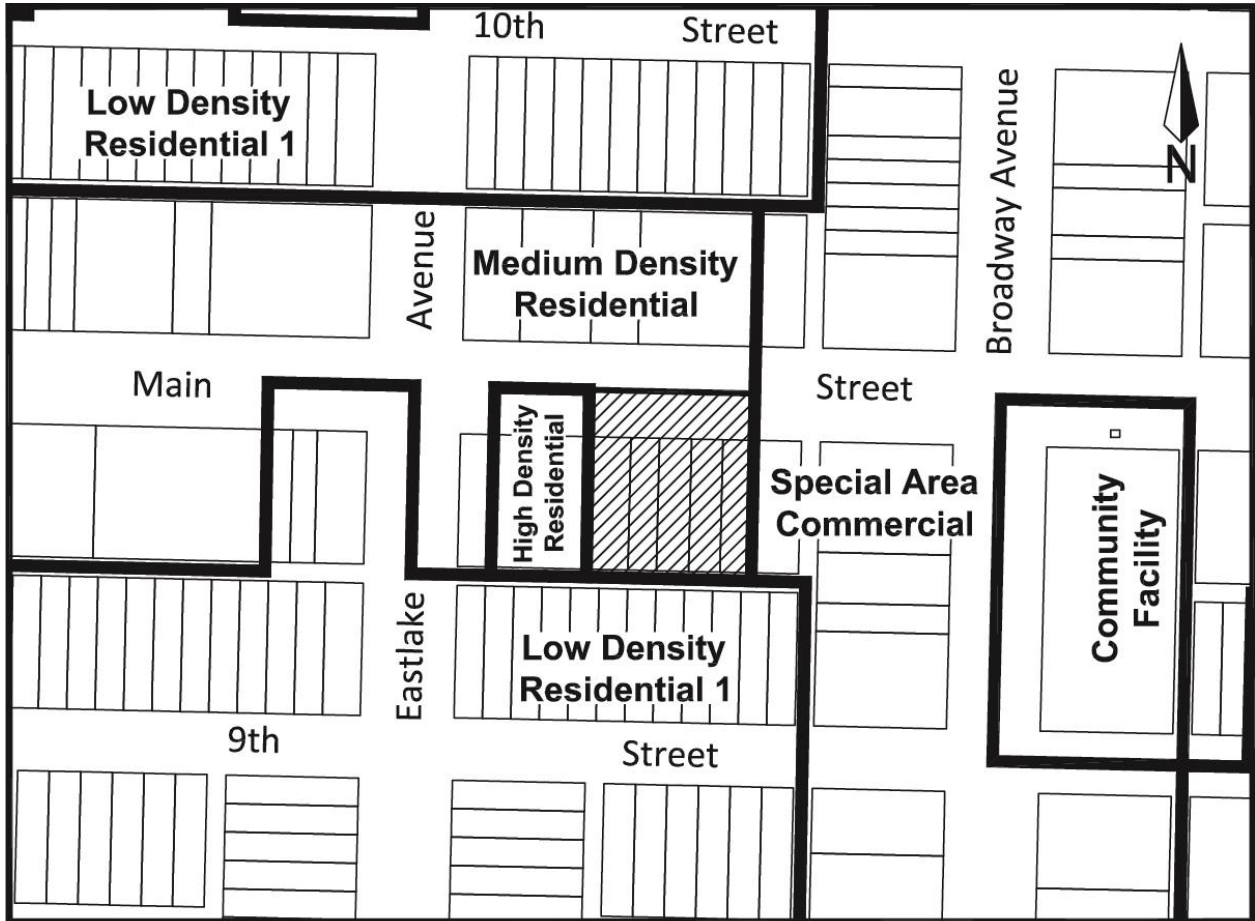 10th Street
Low Density
Residential 1
Broadway Avenue
N
Avenue
Medium Density
Residential
Main
Street
High Density
Residential
Special Area
Commercial
Community
Facility
Eastlake
Low Density
Residential 1
9th
Street